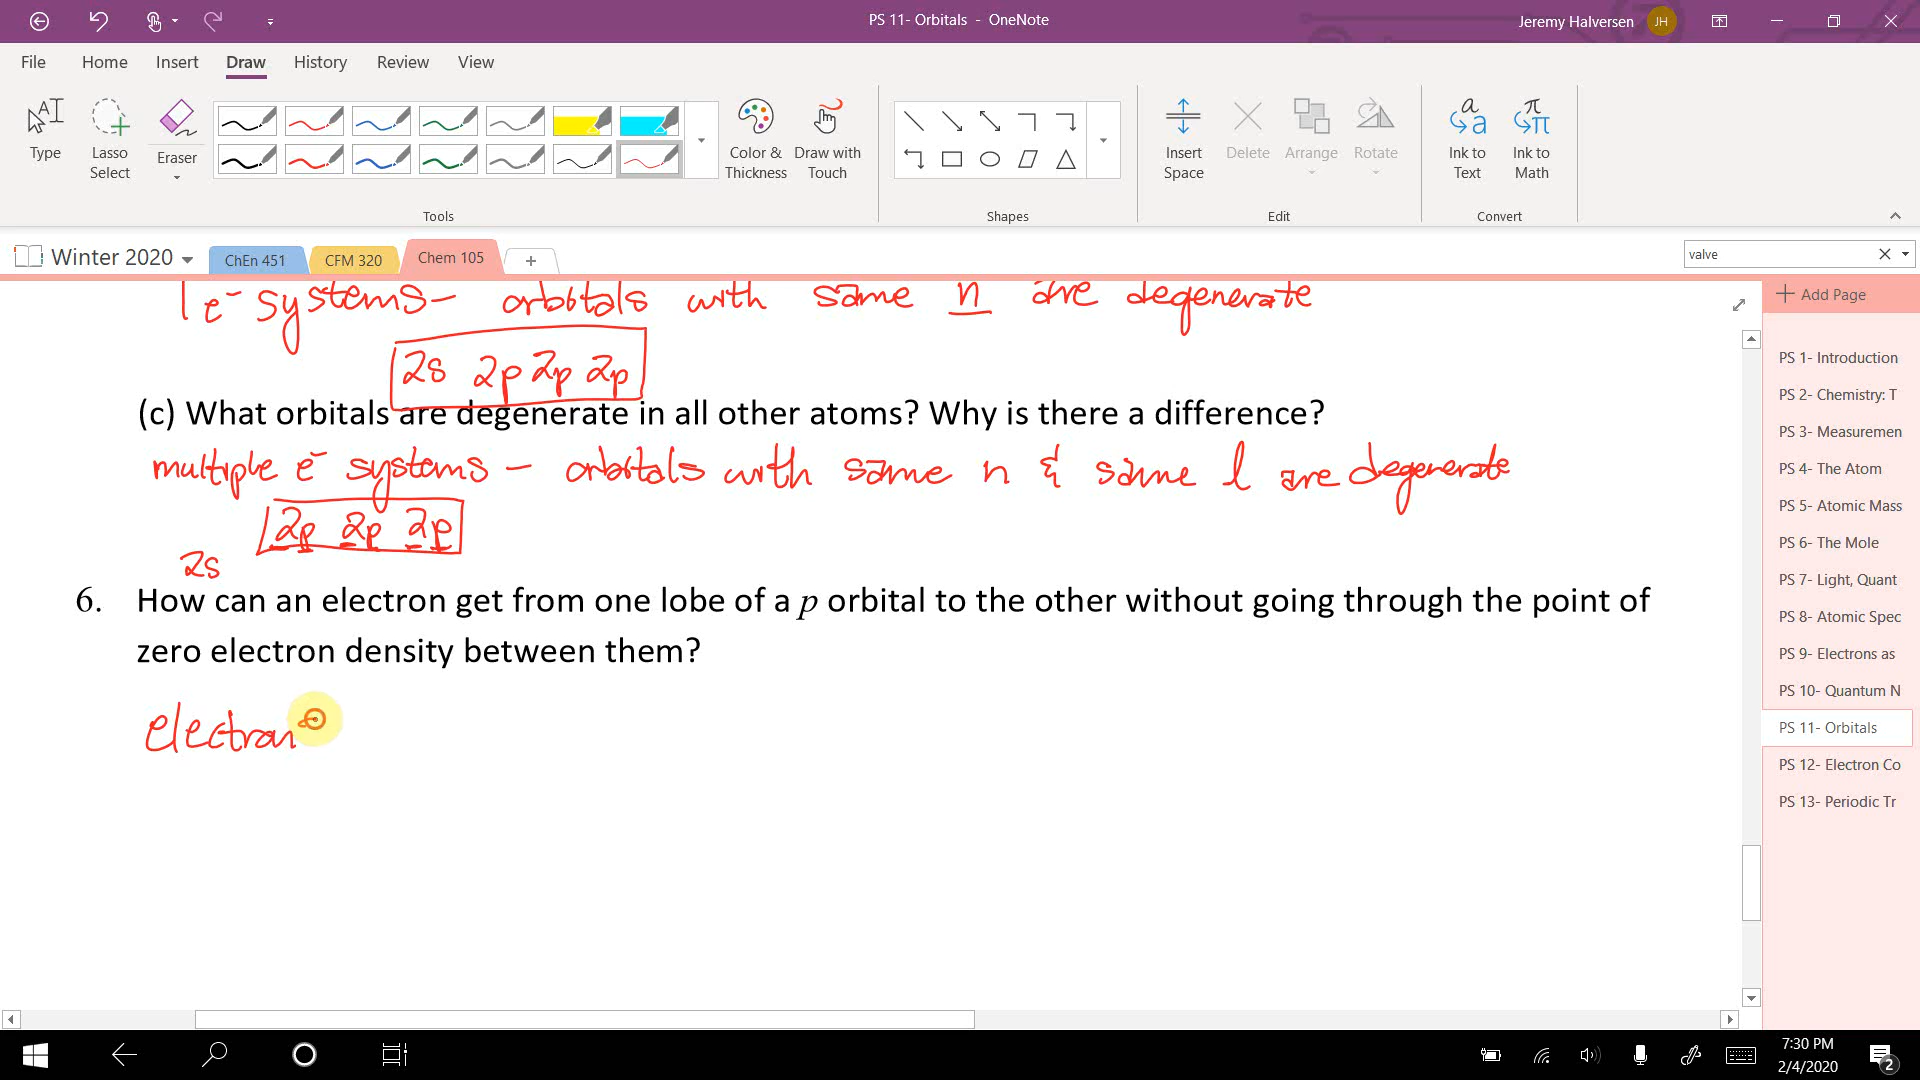 PS 11- Orbitals - OneNote
Jeremy Halversen
JH
File Home Insert Draw History Review View
Type
Lasso Select
Eraser
Color & Thickness
Draw with Touch
Insert Space
Delete
Arrange
Rotate
Ink to Text
Ink to Math
Tools
Shapes
Edit
Convert
Winter 2020
ChEn 451
CFM 320
Chem 105
+
valve
Add Page
1 e⁻ systems – orbitals with same n are degenerate
2s 2p 2p 2p
(c) What orbitals are degenerate in all other atoms? Why is there a difference?
multiple e⁻ systems – orbitals with same n & same l are degenerate
2p 2p 2p
2s
6. How can an electron get from one lobe of a p orbital to the other without going through the point of
zero electron density between them?
electron
PS 1- Introduction
PS 2- Chemistry: T
PS 3- Measuremen
PS 4- The Atom
PS 5- Atomic Mass
PS 6- The Mole
PS 7- Light, Quant
PS 8- Atomic Spec
PS 9- Electrons as
PS 10- Quantum N
PS 11- Orbitals
PS 12- Electron Co
PS 13- Periodic Tr
7:30 PM
2/4/2020
2